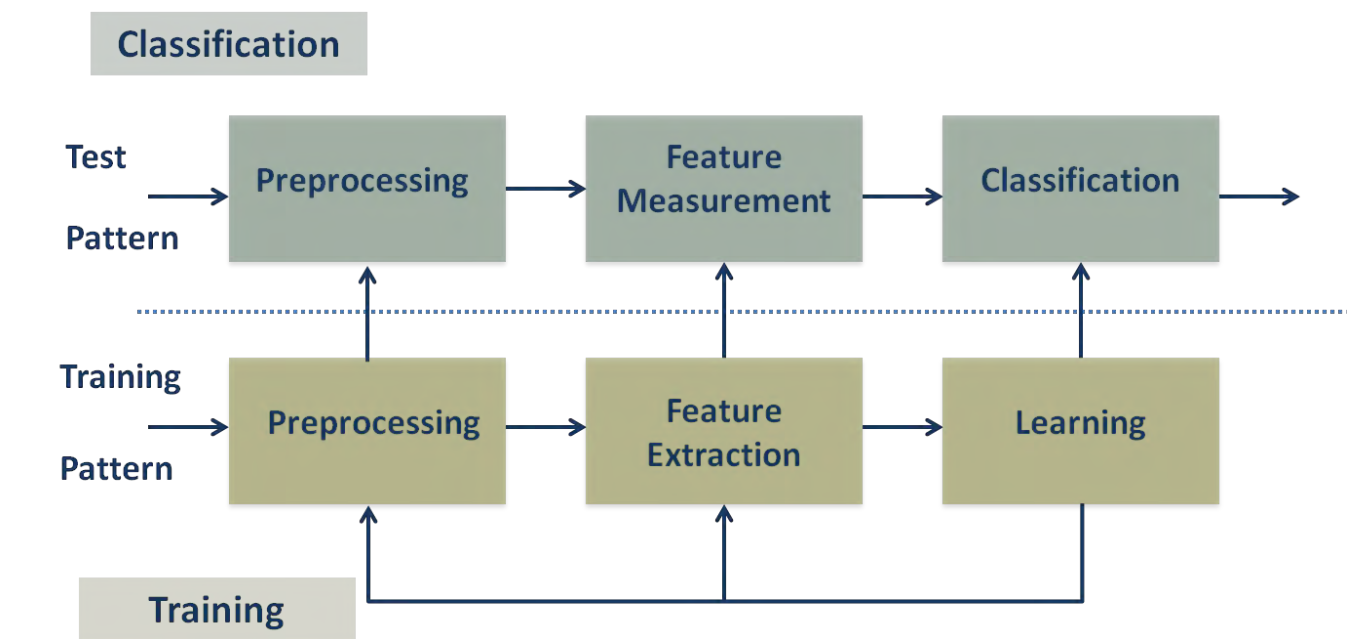 Classification
Test
Pattern
Preprocessing
Feature
Measurement
Classification
Training
Pattern
Preprocessing
Feature
Extraction
Learning
Training